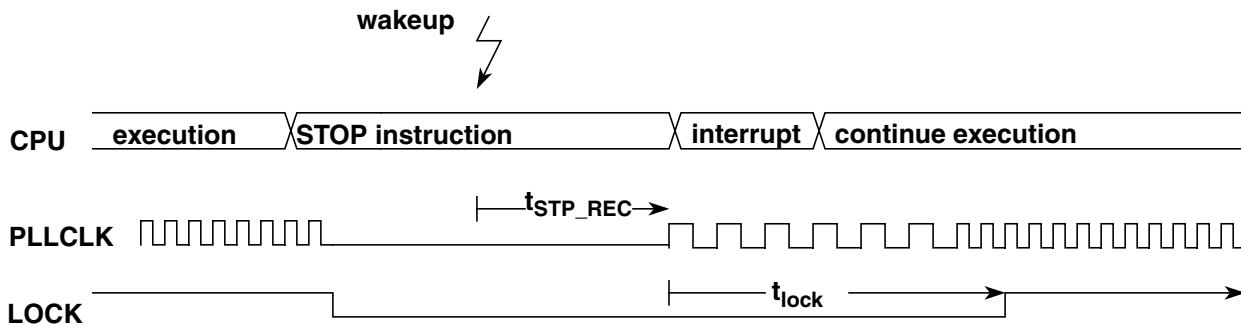 wakeup
CPU execution STOP instruction interrupt continue execution
tSTP_REC
PLLCLK
tlock
LOCK